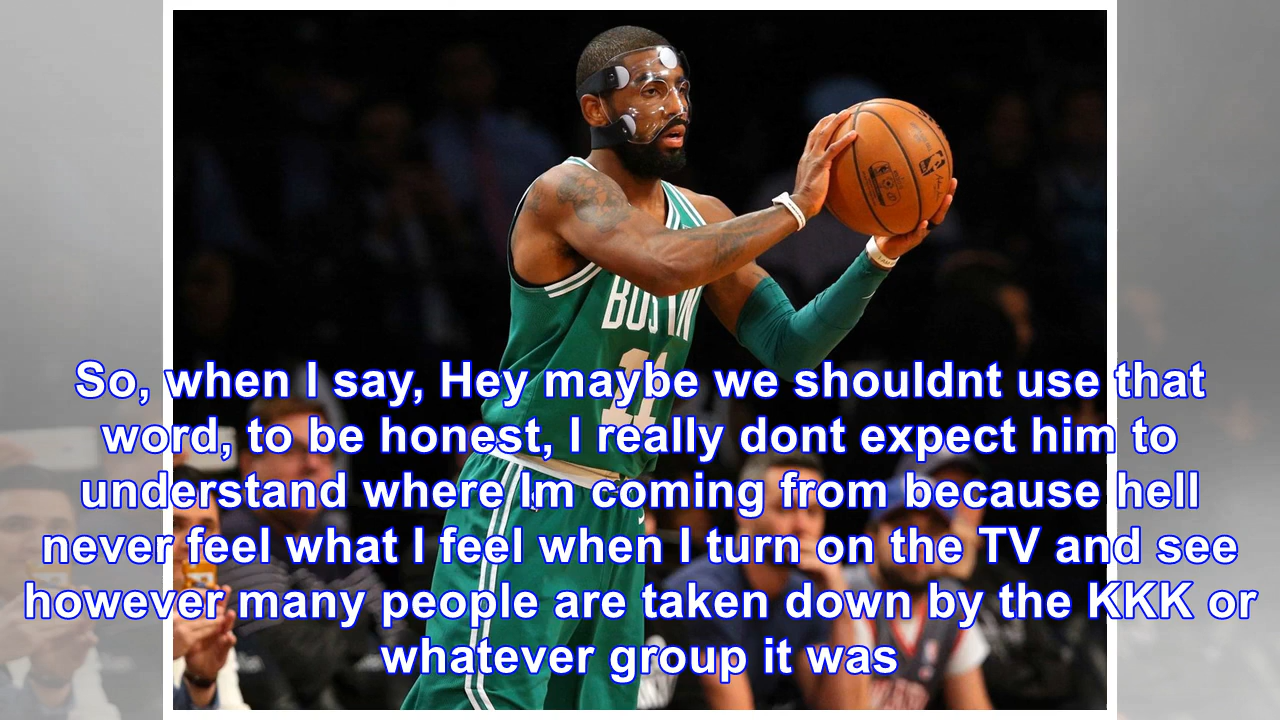 BOSTON
11
So, when I say, Hey maybe we shouldnt use that
word, to be honest, I really dont expect him to
understand where Im coming from because hell
never feel what I feel when I turn on the TV and see
however many people are taken down by the KKK or
whatever group it was